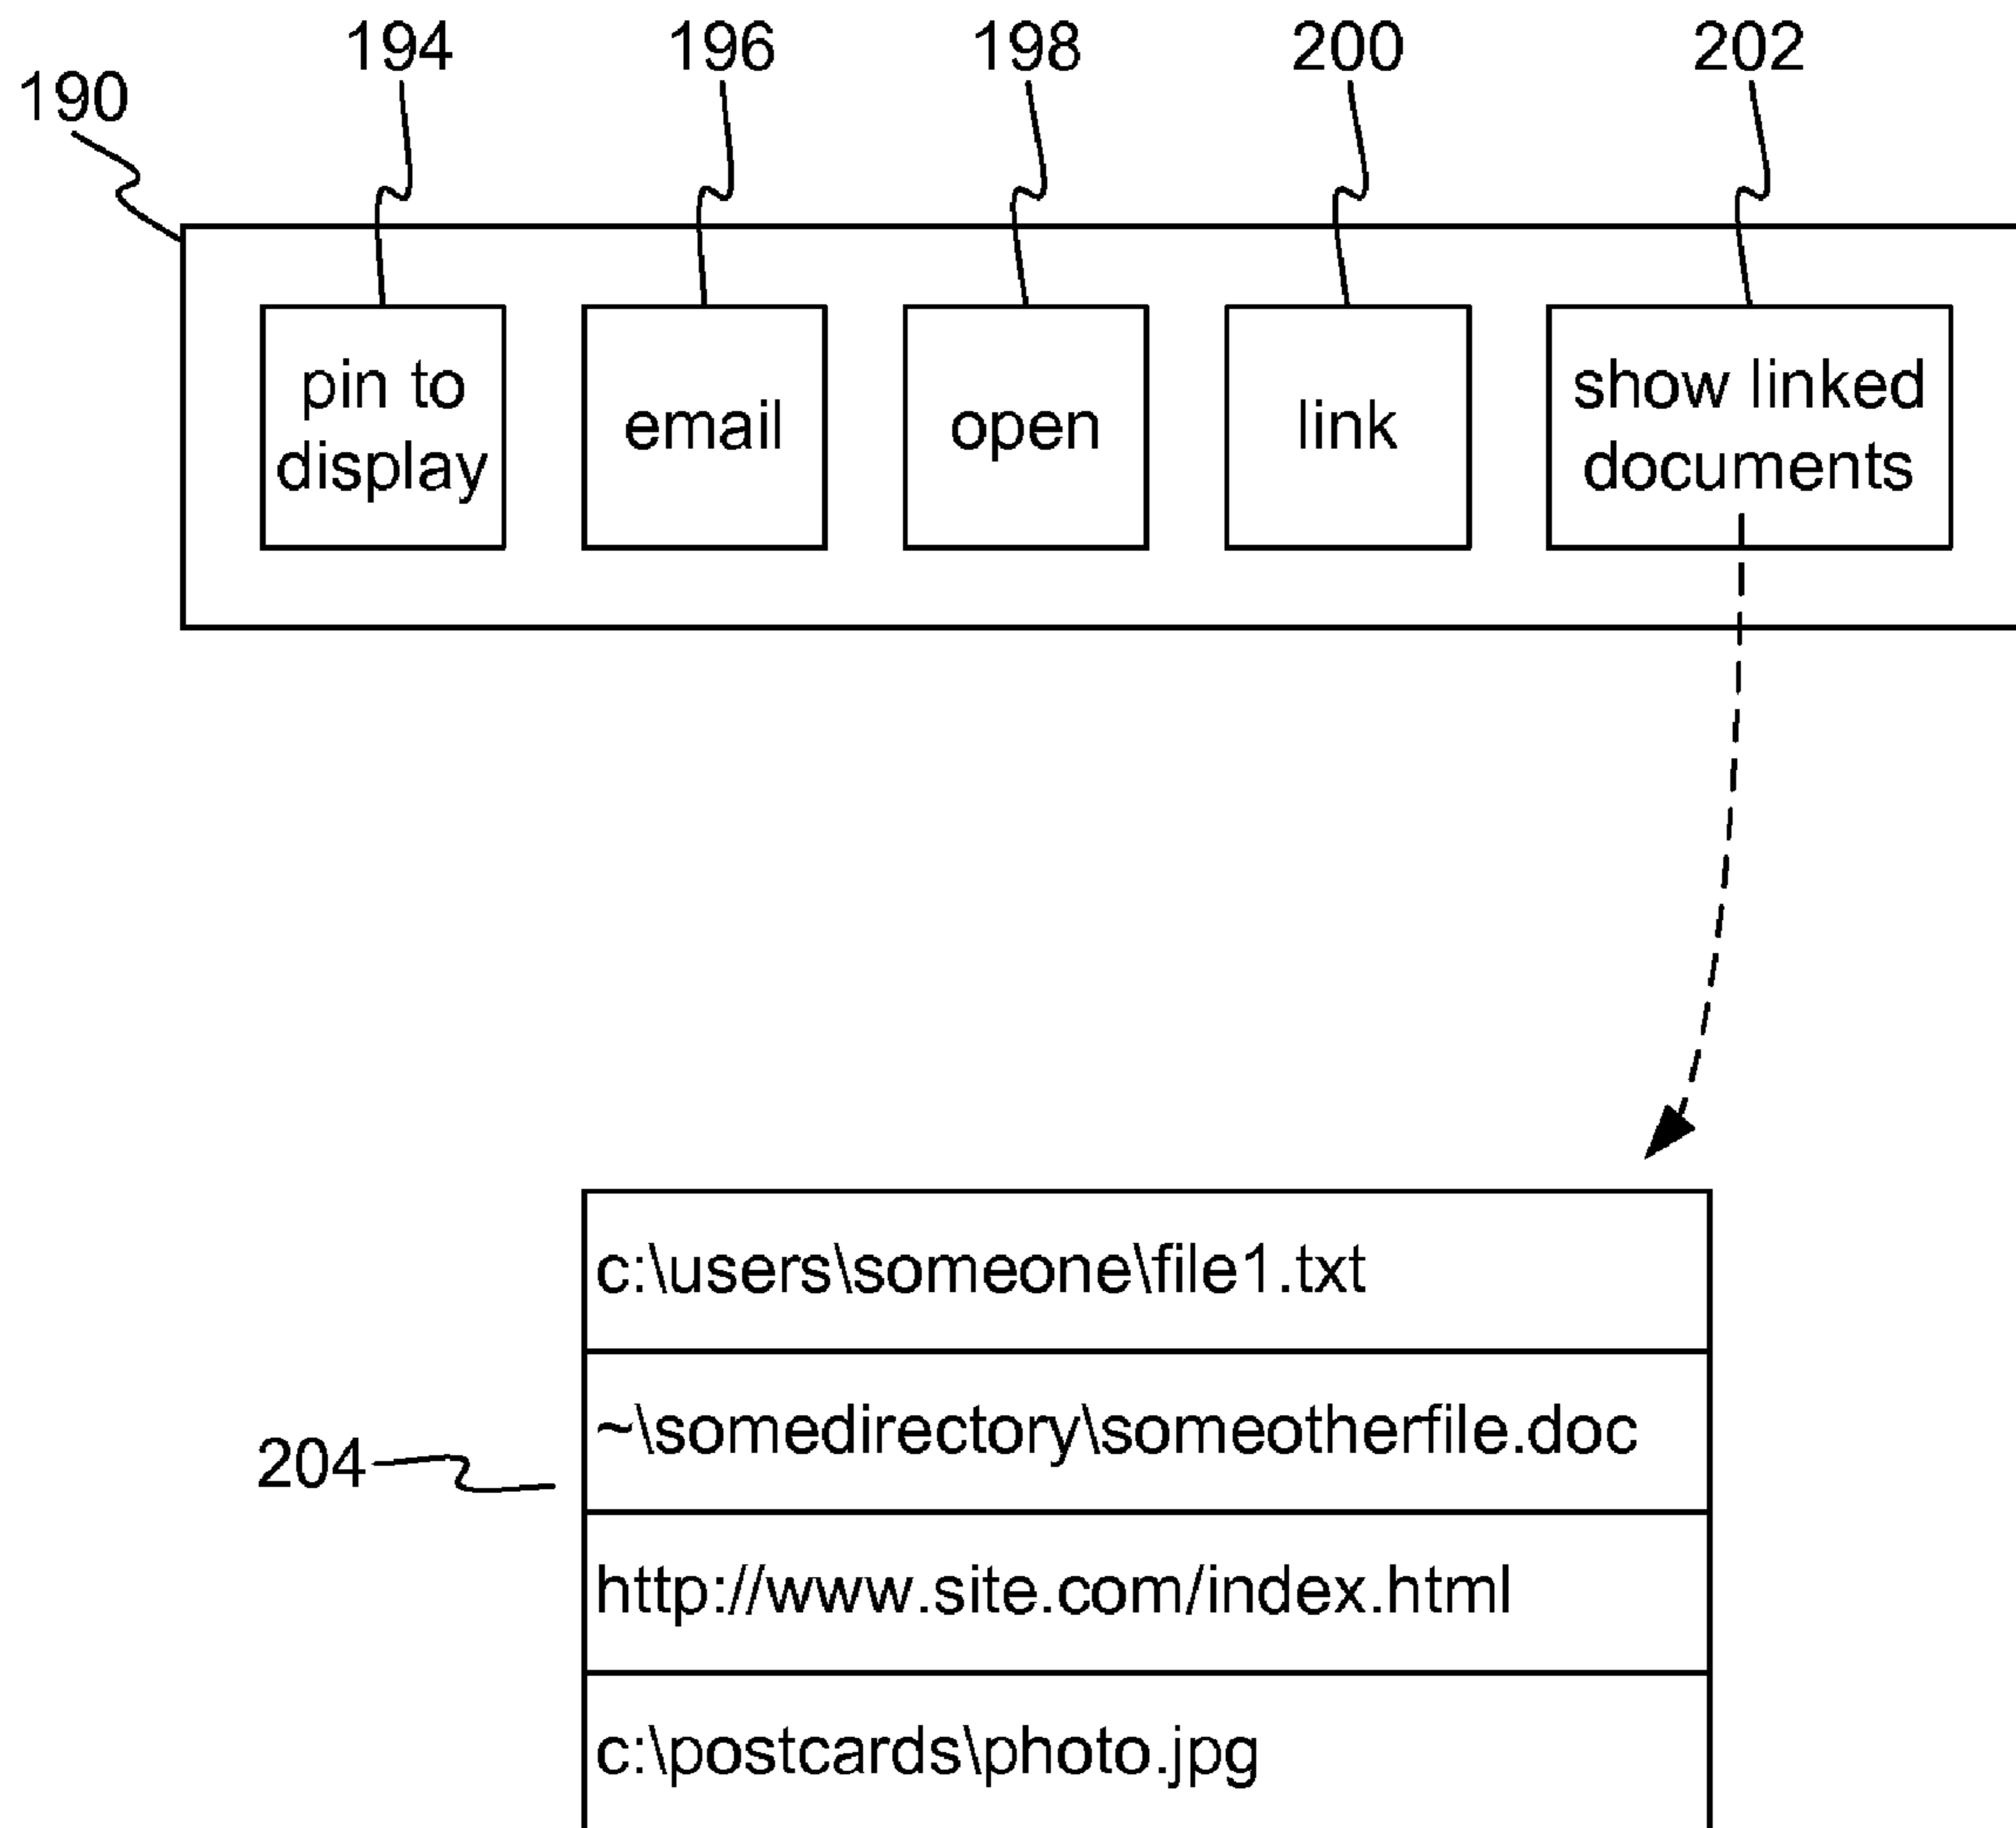 194 196 198 200 202
190
pin to
display
email
open
link
show linked
documents
c:\users\someone\file1.txt
~\somedirectory\someotherfile.doc
204
http://www.site.com/index.html
c:\postcards\photo.jpg